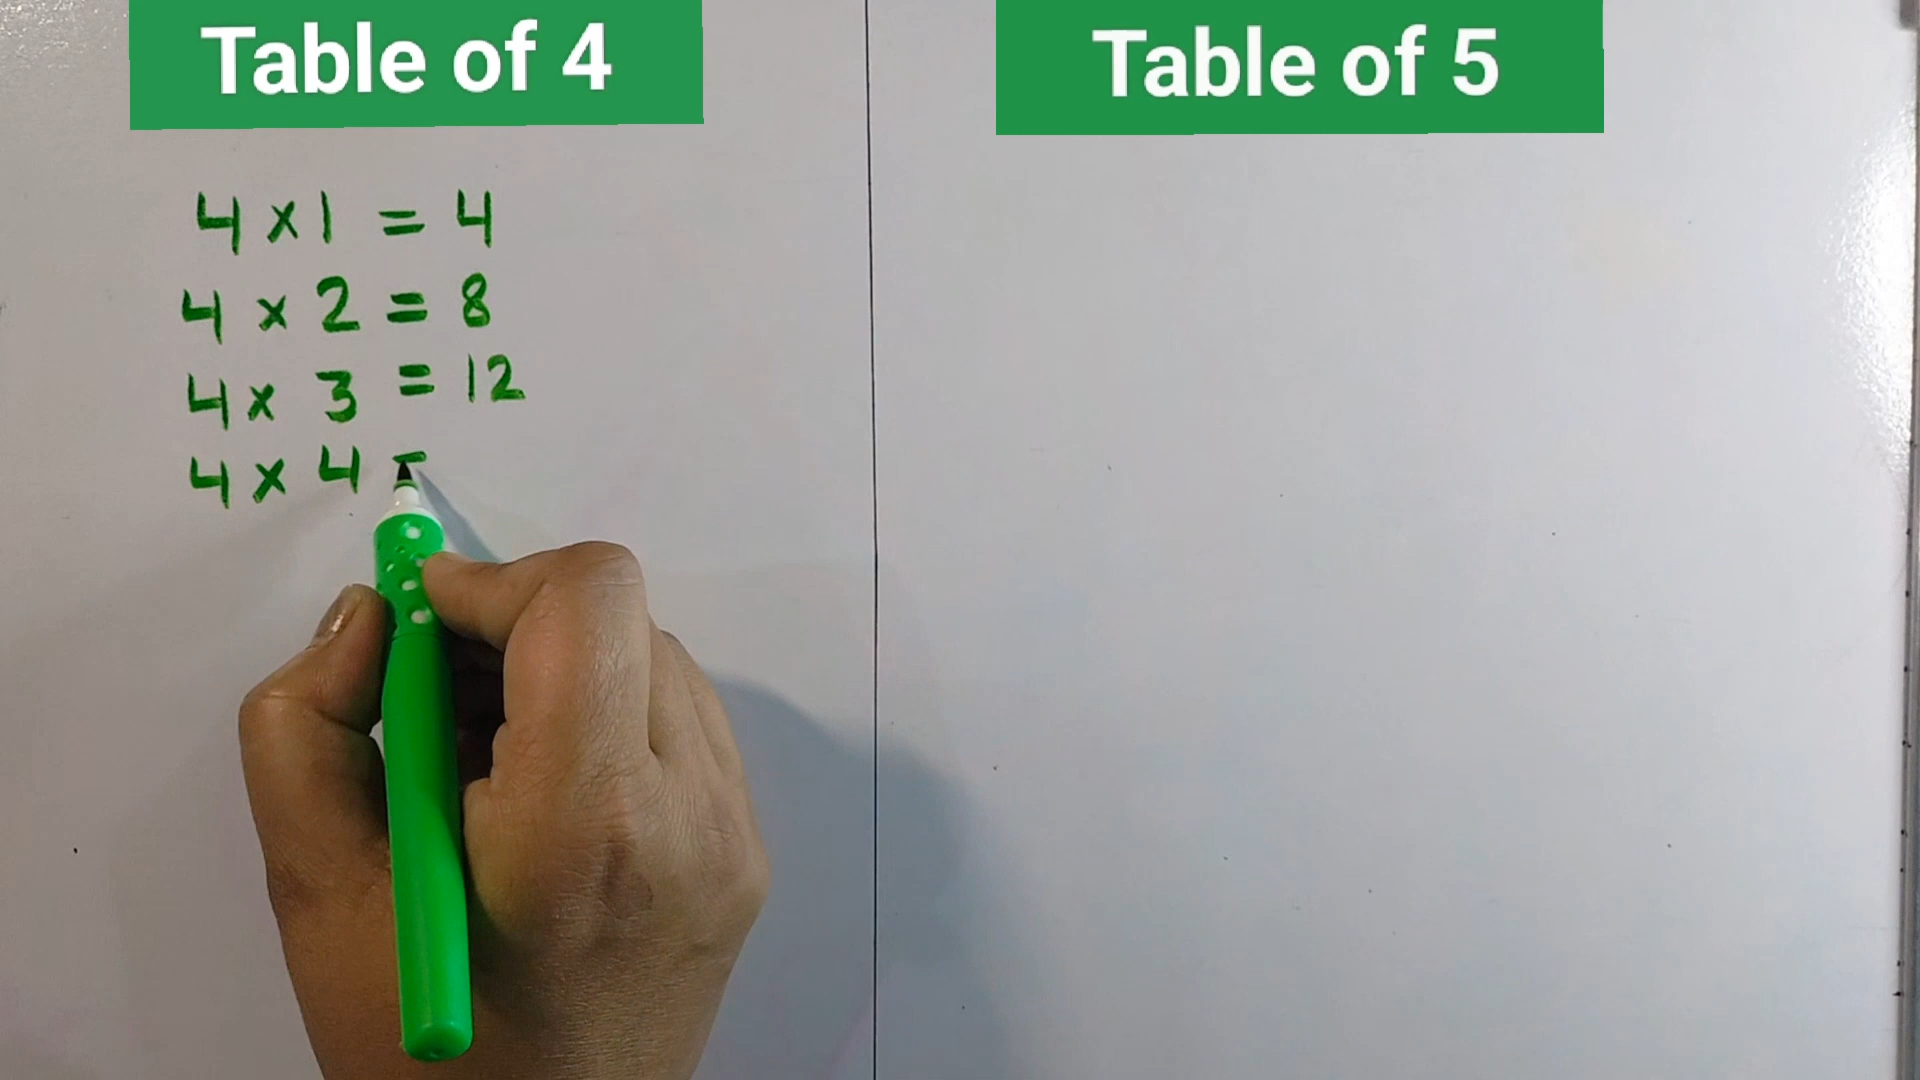 Table of 4
4 × 1 = 4
4 × 2 = 8
4 × 3 = 12
4 × 4 =
Table of 5